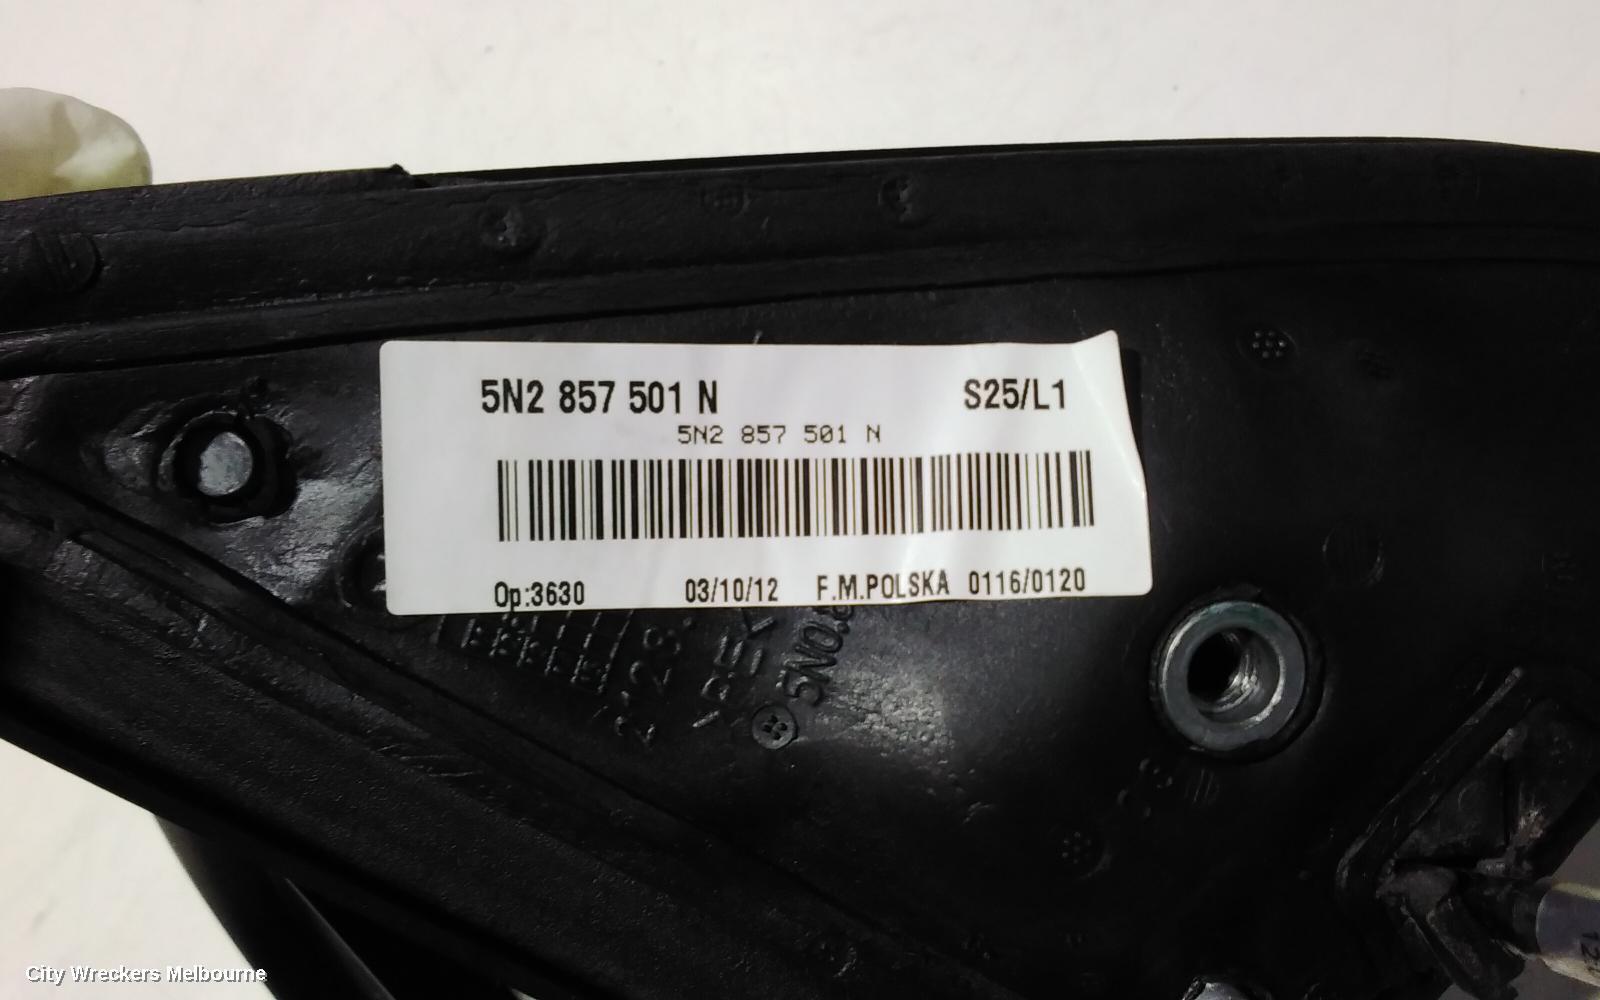 5N2 857 501 N S25/L1
5N2 857 501 N
Op:3630 03/10/12 F.M.POLSKA 0116/0120
5N0.
City Wreckers Melbourne